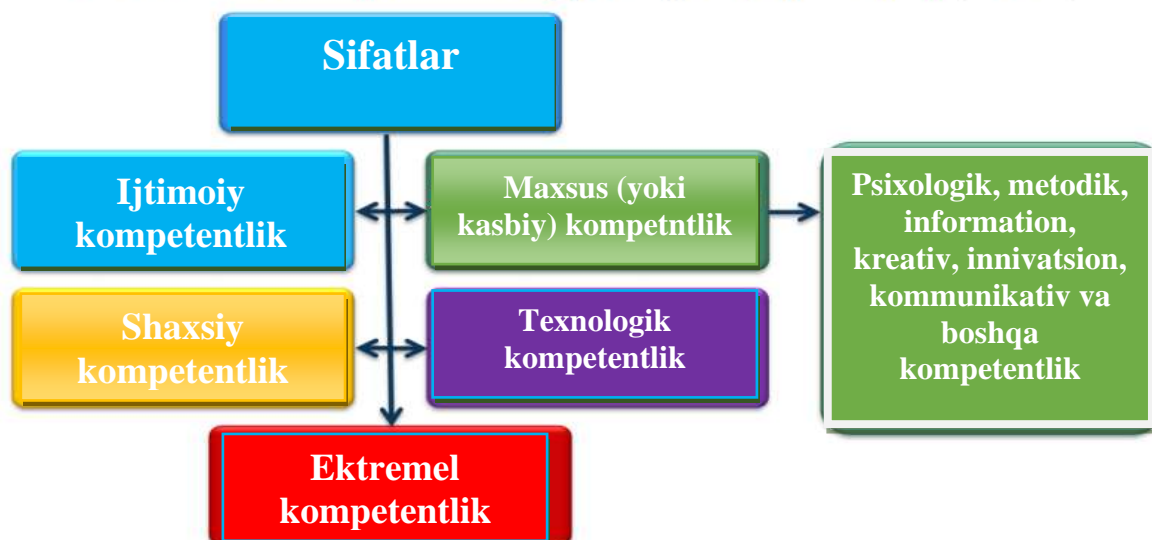 Sifatlar
Ijtimoiy
kompetentlik
Maxsus (yoki
kasbiy) kompetntlik
Psixologik, metodik,
information,
kreativ, innivatsion,
kommunikativ va
boshqa
kompetentlik
Shaxsiy
kompetentlik
Texnologik
kompetentlik
Ektremel
kompetentlik